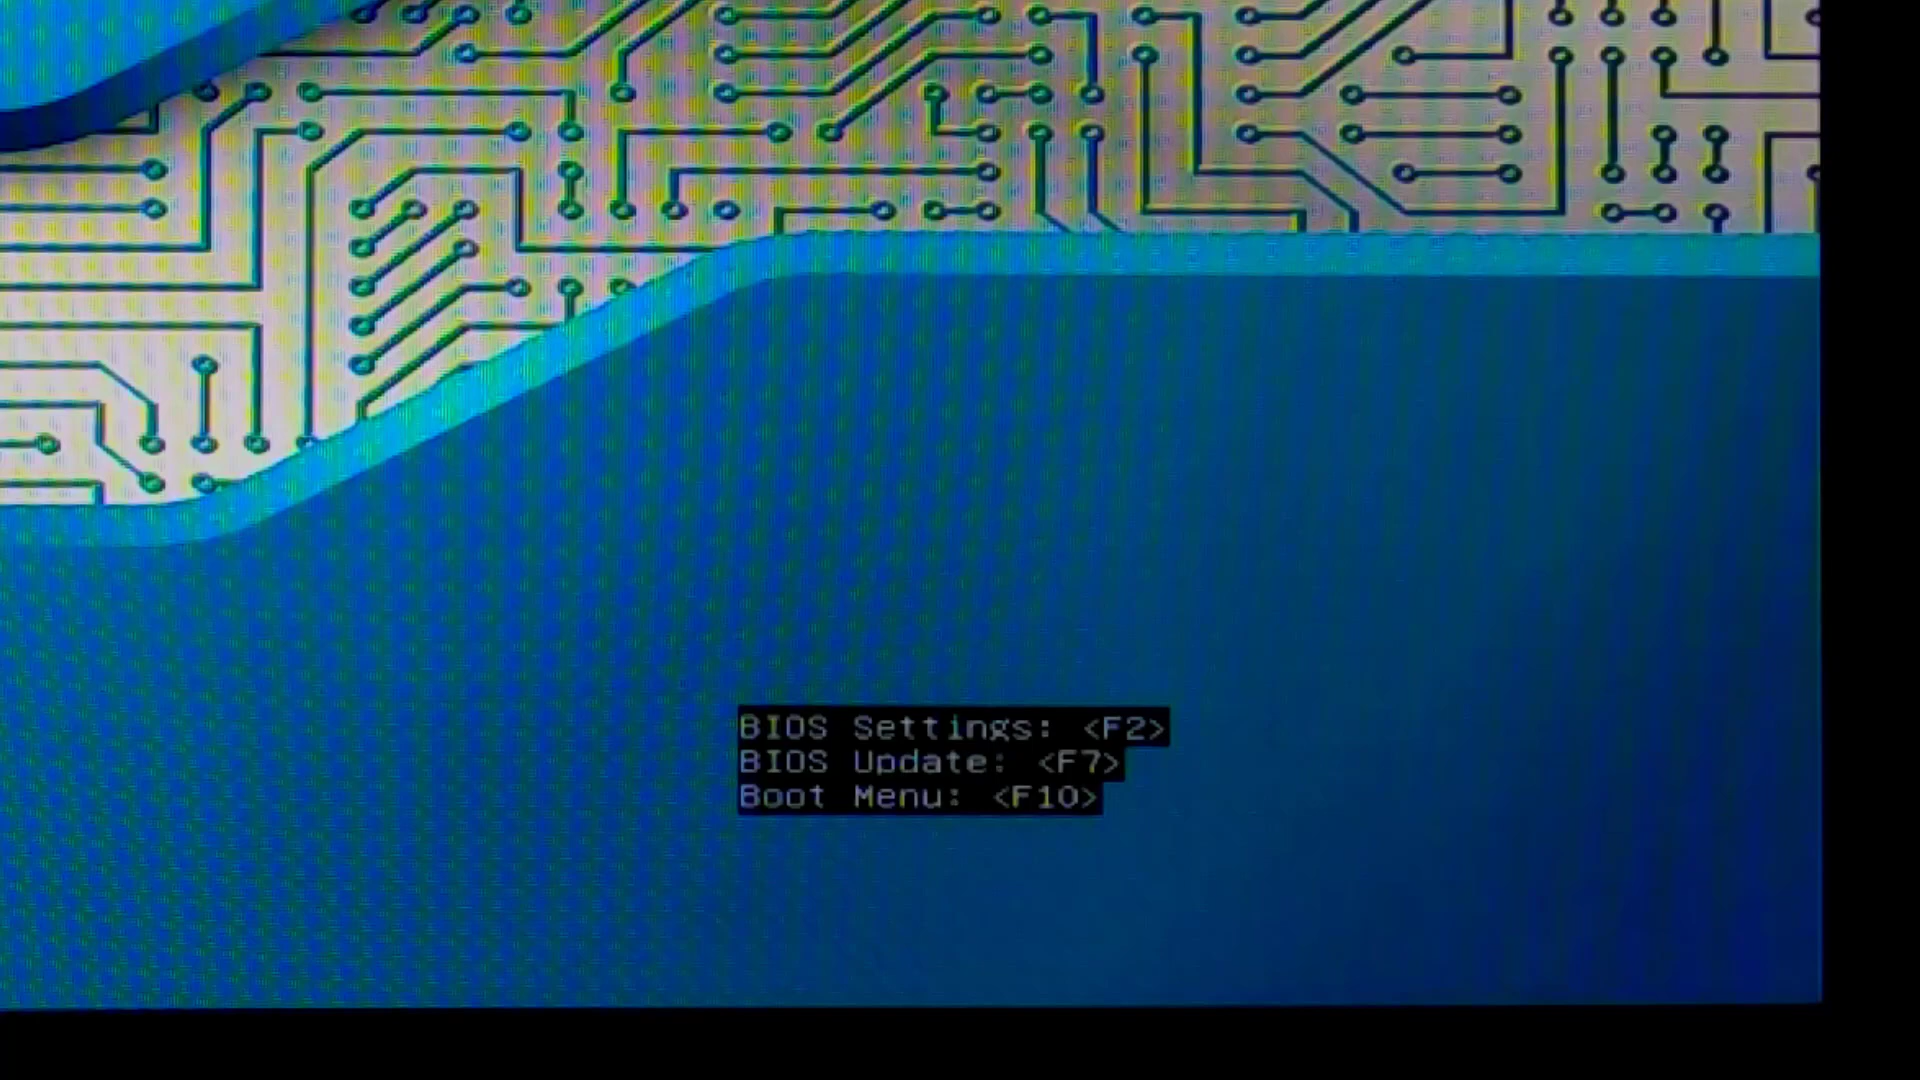 BIOS Settings: <F2>
BIOS Update: <F7>
Boot Menu: <F10>